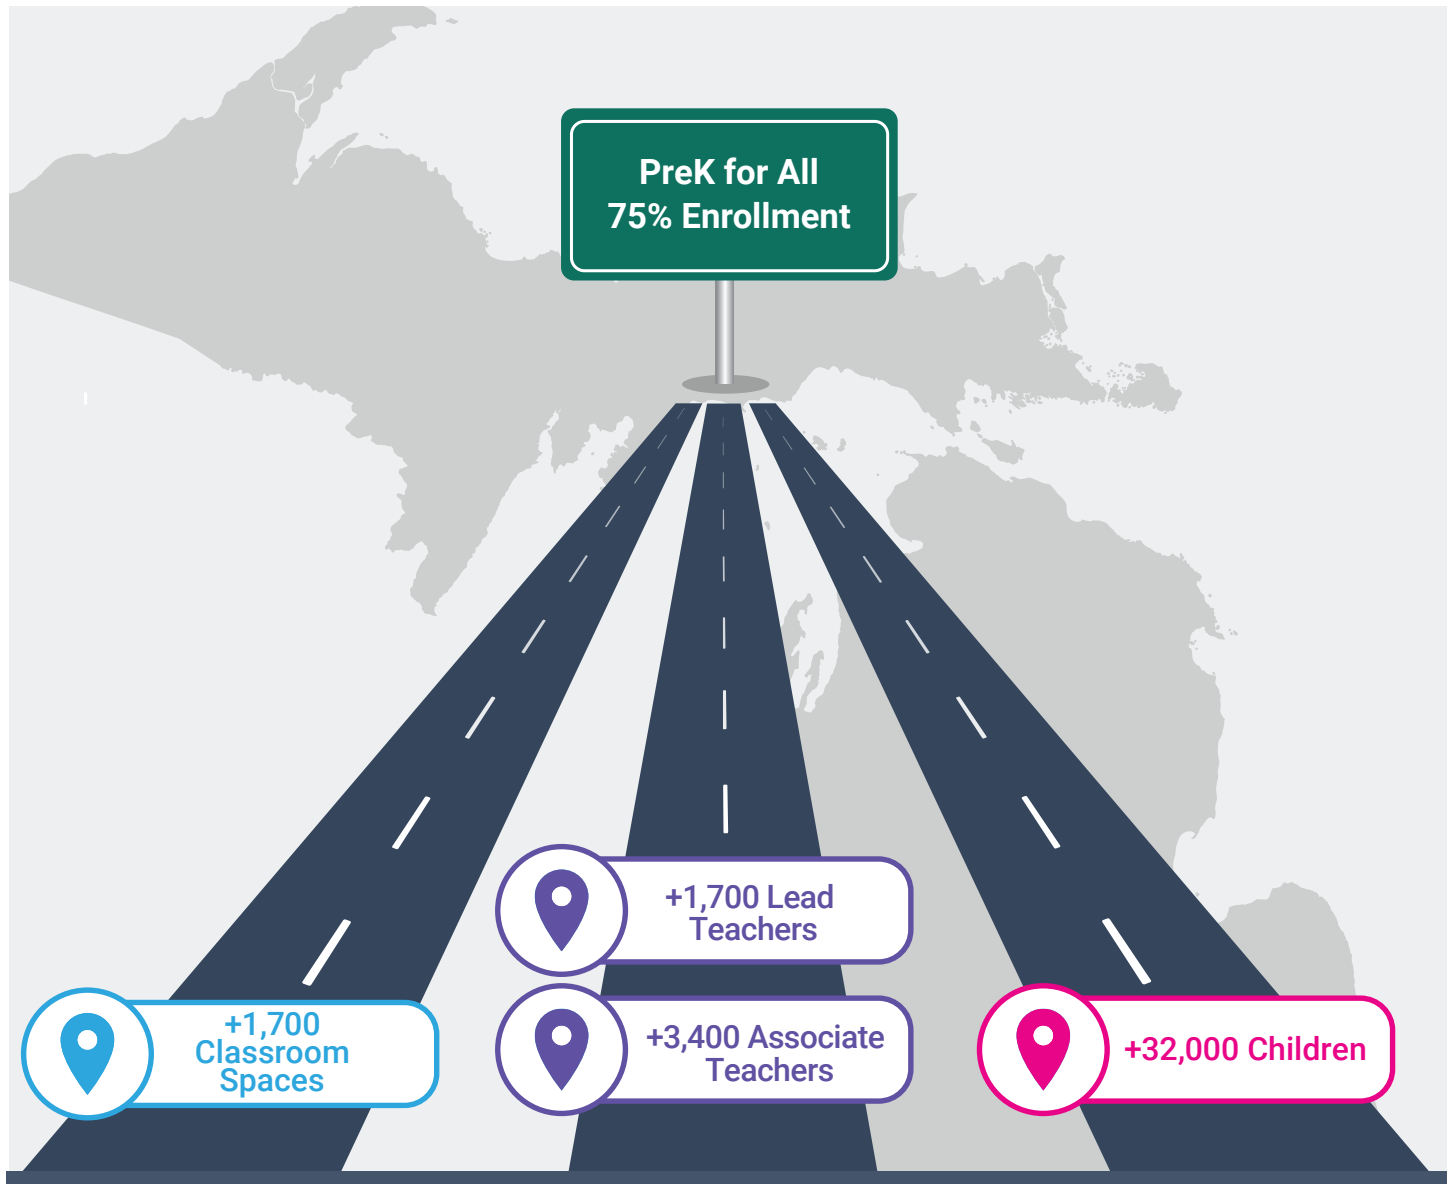 PreK for All
75% Enrollment
+1,700 Lead
Teachers
+1,700
Classroom
Spaces
+3,400 Associate
Teachers
+32,000 Children